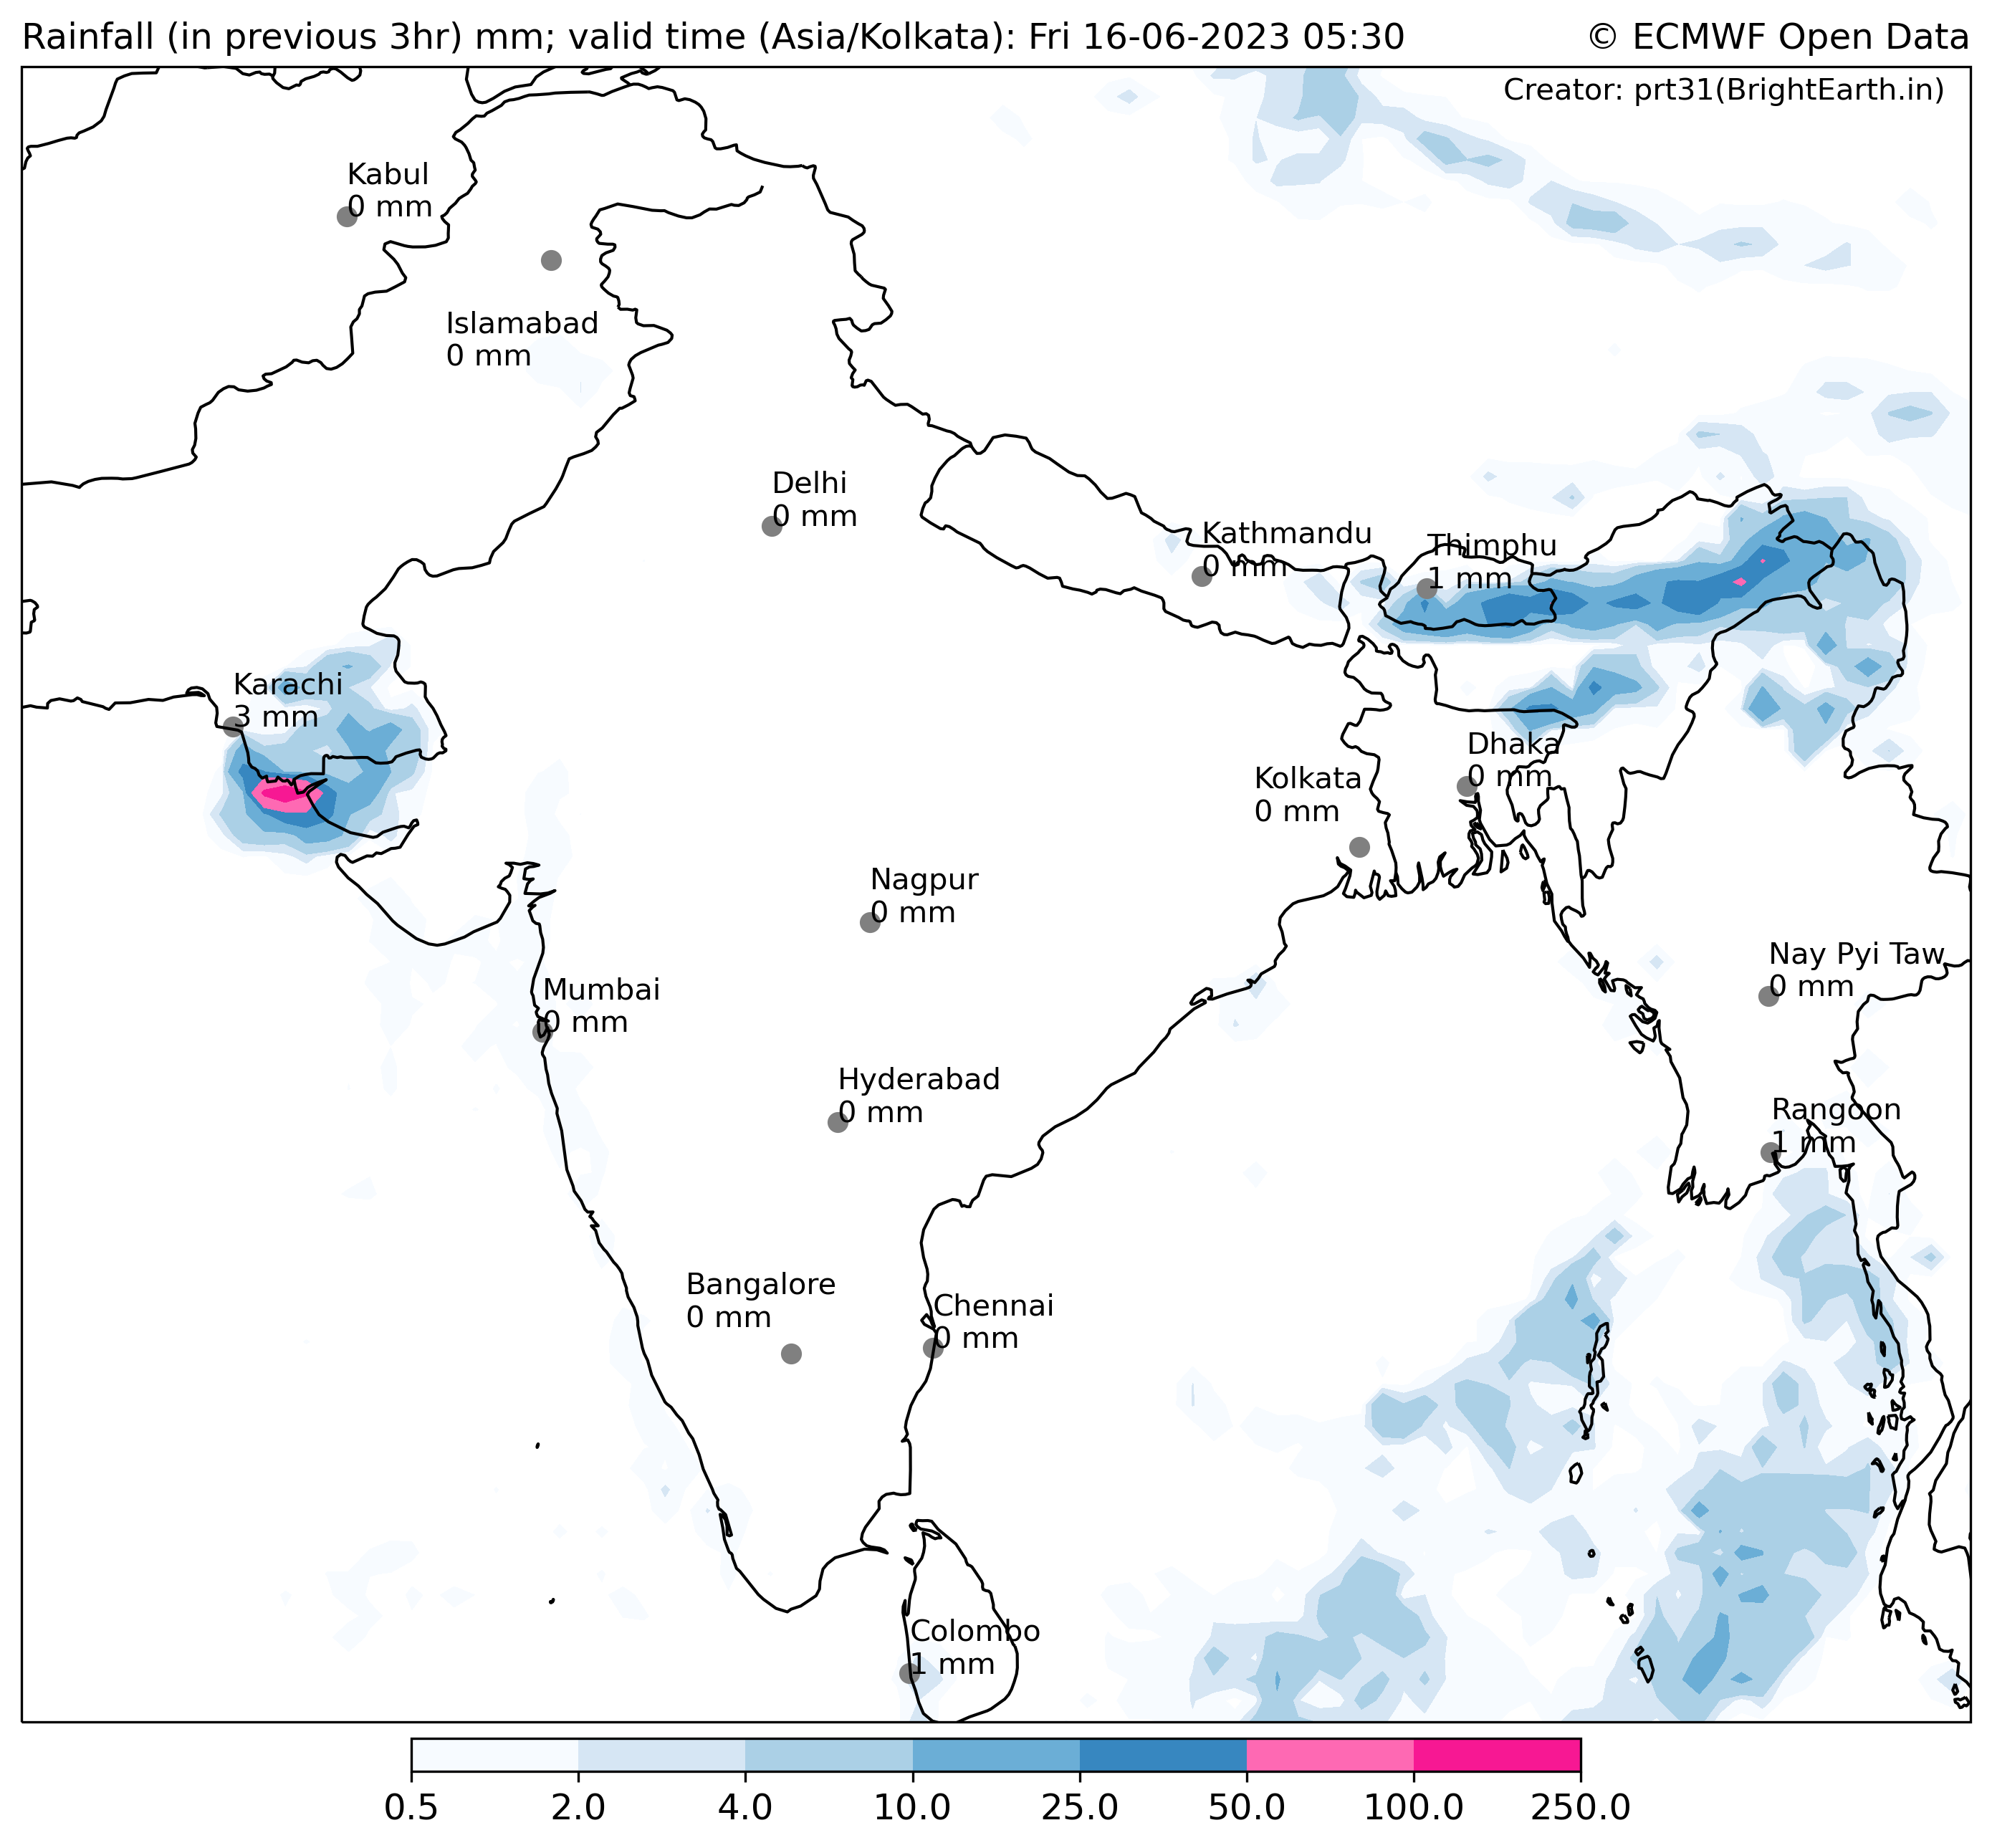 Rainfall (in previous 3hr) mm; valid time (Asia/Kolkata): Fri 16-06-2023 05:30
© ECMWF Open Data
Creator: prt31(BrightEarth.in)
Kabul
0 mm
Islamabad
0 mm
Delhi
0 mm
Kathmandu
0 mm
Thimphu
1 mm
Karachi
3 mm
Dhaka
0 mm
Kolkata
0 mm
Nagpur
0 mm
Nay Pyi Taw
0 mm
Mumbai
0 mm
Hyderabad
0 mm
Rangoon
1 mm
Bangalore
0 mm
Chennai
0 mm
Colombo
1 mm
0.5 2.0 4.0 10.0 25.0 50.0 100.0 250.0